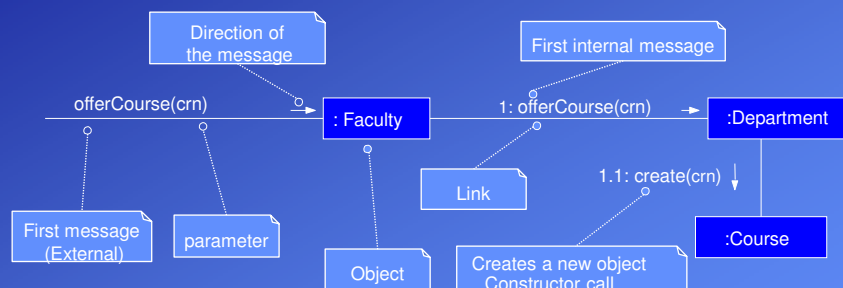 Direction of
the message
First internal message
offerCourse(crn)
: Faculty
1: offerCourse(crn)
:Department
Link
1.1: create(crn)
First message
(External)
parameter
:Course
Object
Creates a new object
Constructor call